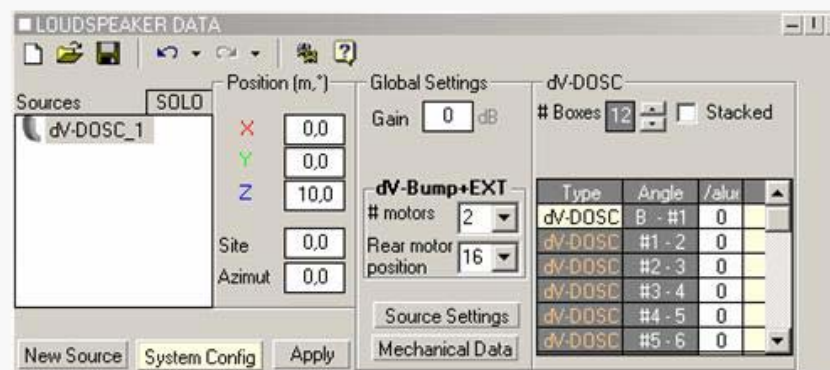 LOUDSPEAKER DATA
Sources
SOLO
dV-DOSC_1
Position (m,°)
X 0,0
Y 0,0
Z 10,0
Site 0,0
Azimut 0,0
Global Settings
Gain 0 dB
dV-Bump+EXT
# motors 2
Rear motor position 16
Source Settings
Mechanical Data
dV-DOSC
# Boxes 12 Stacked
Type Angle /alue
dV-DOSC B - #1 0
dV-DOSC #1 - 2 0
dV-DOSC #2 - 3 0
dV-DOSC #3 - 4 0
dV-DOSC #4 - 5 0
dV-DOSC #5 - 6 0
New Source System Config Apply